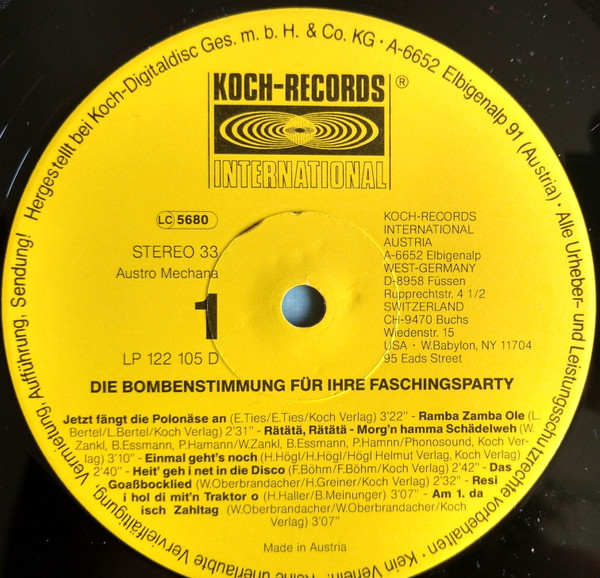 Vermietung, Aufführung, Sendung! Hergestellt bei Koch-Digitaldisc Ges. m. b. H. & Co. KG · A-6652 Elbigenalp 91 (Austria) · Alle Urheber- und Leistungsschutzrechte vorbehalten · Kein Verleih! Keine unerlaubte Vervielfältigung,
KOCH-RECORDS ®
INTERNATIONAL
LC 5680
STEREO 33
Austro Mechana
1
LP 122 105 D
KOCH-RECORDS
INTERNATIONAL
AUSTRIA
A-6652 Elbigenalp
WEST-GERMANY
D-8958 Füssen
Rupprechtstr. 4 1/2
SWITZERLAND
CH-9470 Buchs
Wiedenstr. 15
USA · W.Babylon, NY 11704
95 Eads Street
DIE BOMBENSTIMMUNG FÜR IHRE FASCHINGSPARTY
Jetzt fängt die Polonäse an (E.Ties/E.Ties/Koch Verlag) 3'22" - Ramba Zamba Ole (L.
Bertel/L.Bertel/Koch Verlag) 2'31" - Rätätä, Rätätä - Morg'n hamma Schädelweh (W.
Zankl, B.Essmann, P.Hamann/W.Zankl, B.Essmann, P.Hamnn/Phonosound, Koch Ver-
lag) 3'10" - Einmal geht's noch (H.Högl/H.Högl/Högl Helmut Verlag, Koch Verlag)
2'40" - Heit' geh i net in die Disco (F.Böhm/F.Böhm/Koch Verlag) 2'42" - Das
Goaßbocklied (W.Oberbrandacher/H.Greiner/Koch Verlag) 2'32" - Resi
i hol di mit'n Traktor o (H.Haller/B.Meinunger) 3'07" - Am 1. da
isch Zahltag (W.Oberbrandacher/W.Oberbrandacher/Koch
Verlag) 3'07"
Made in Austria